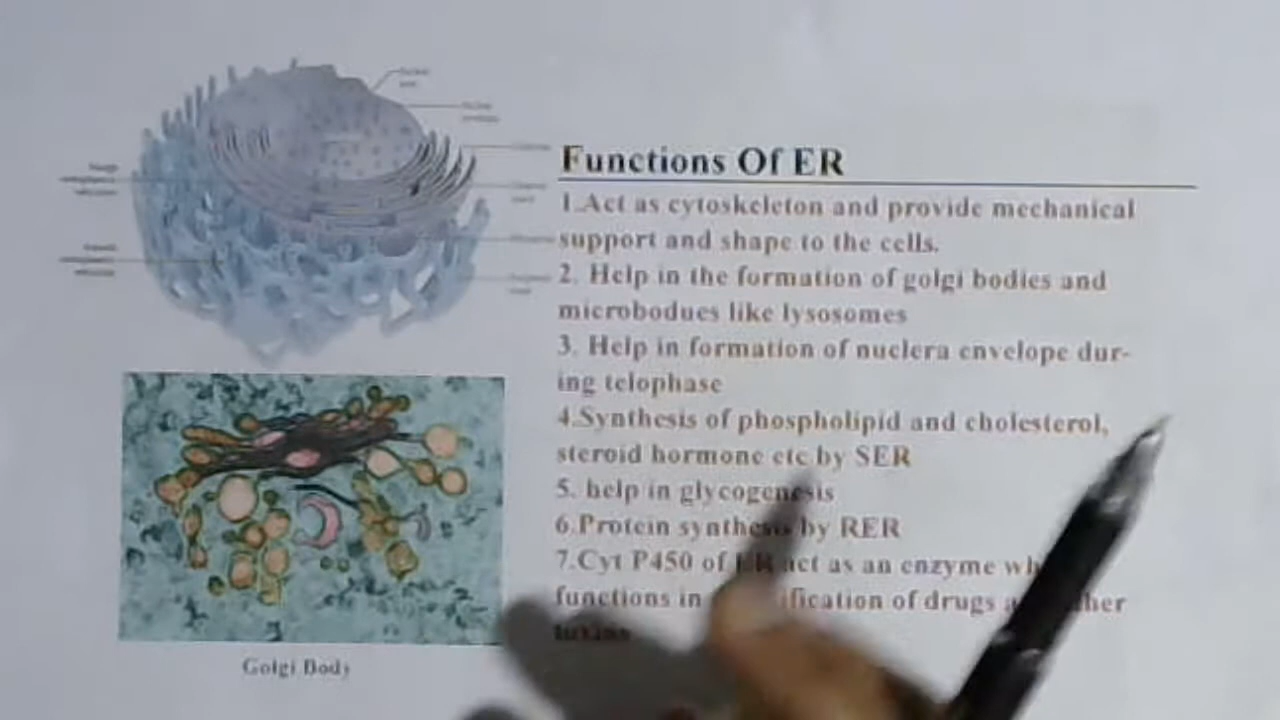 Functions Of ER
1.Act as cytoskeleton and provide mechanical
support and shape to the cells.
2. Help in the formation of golgi bodies and
microbodues like lysosomes
3. Help in formation of nuclera envelope dur-
ing telophase
4.Synthesis of phospholipid and cholesterol,
steroid hormone etc by SER
5. help in glycogenesis
6.Protein synthesis by RER
7.Cyt P450 of ER act as an enzyme
functions in of drugs
Golgi Body